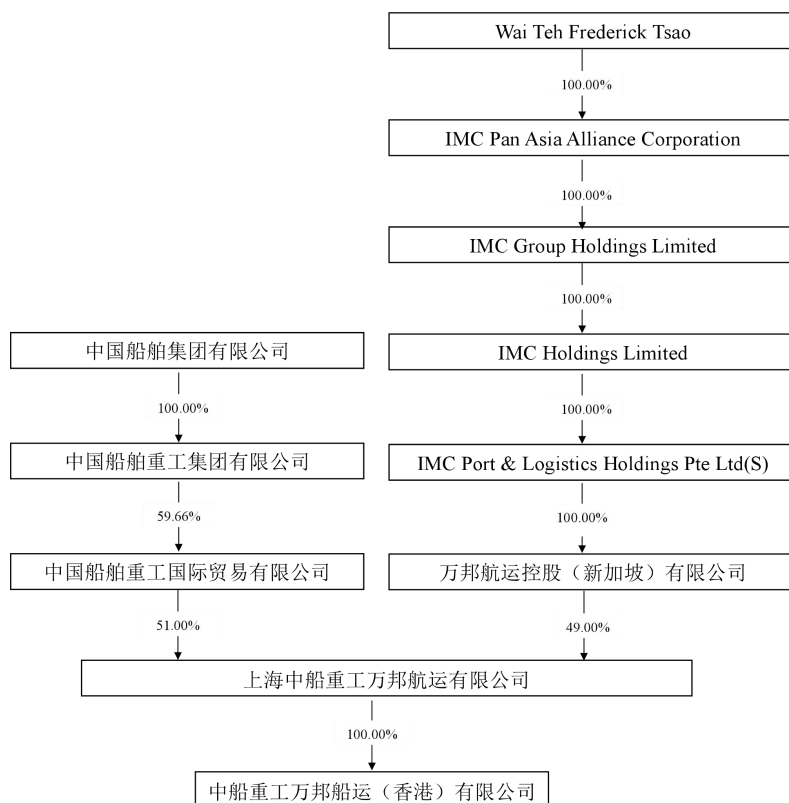 Wai Teh Frederick Tsao
100.00%
IMC Pan Asia Alliance Corporation
100.00%
IMC Group Holdings Limited
100.00%
中国船舶集团有限公司
IMC Holdings Limited
100.00%
100.00%
中国船舶重工集团有限公司
IMC Port & Logistics Holdings Pte Ltd(S)
59.66%
100.00%
中国船舶重工国际贸易有限公司
万邦航运控股（新加坡）有限公司
51.00%
49.00%
上海中船重工万邦航运有限公司
100.00%
中船重工万邦船运（香港）有限公司